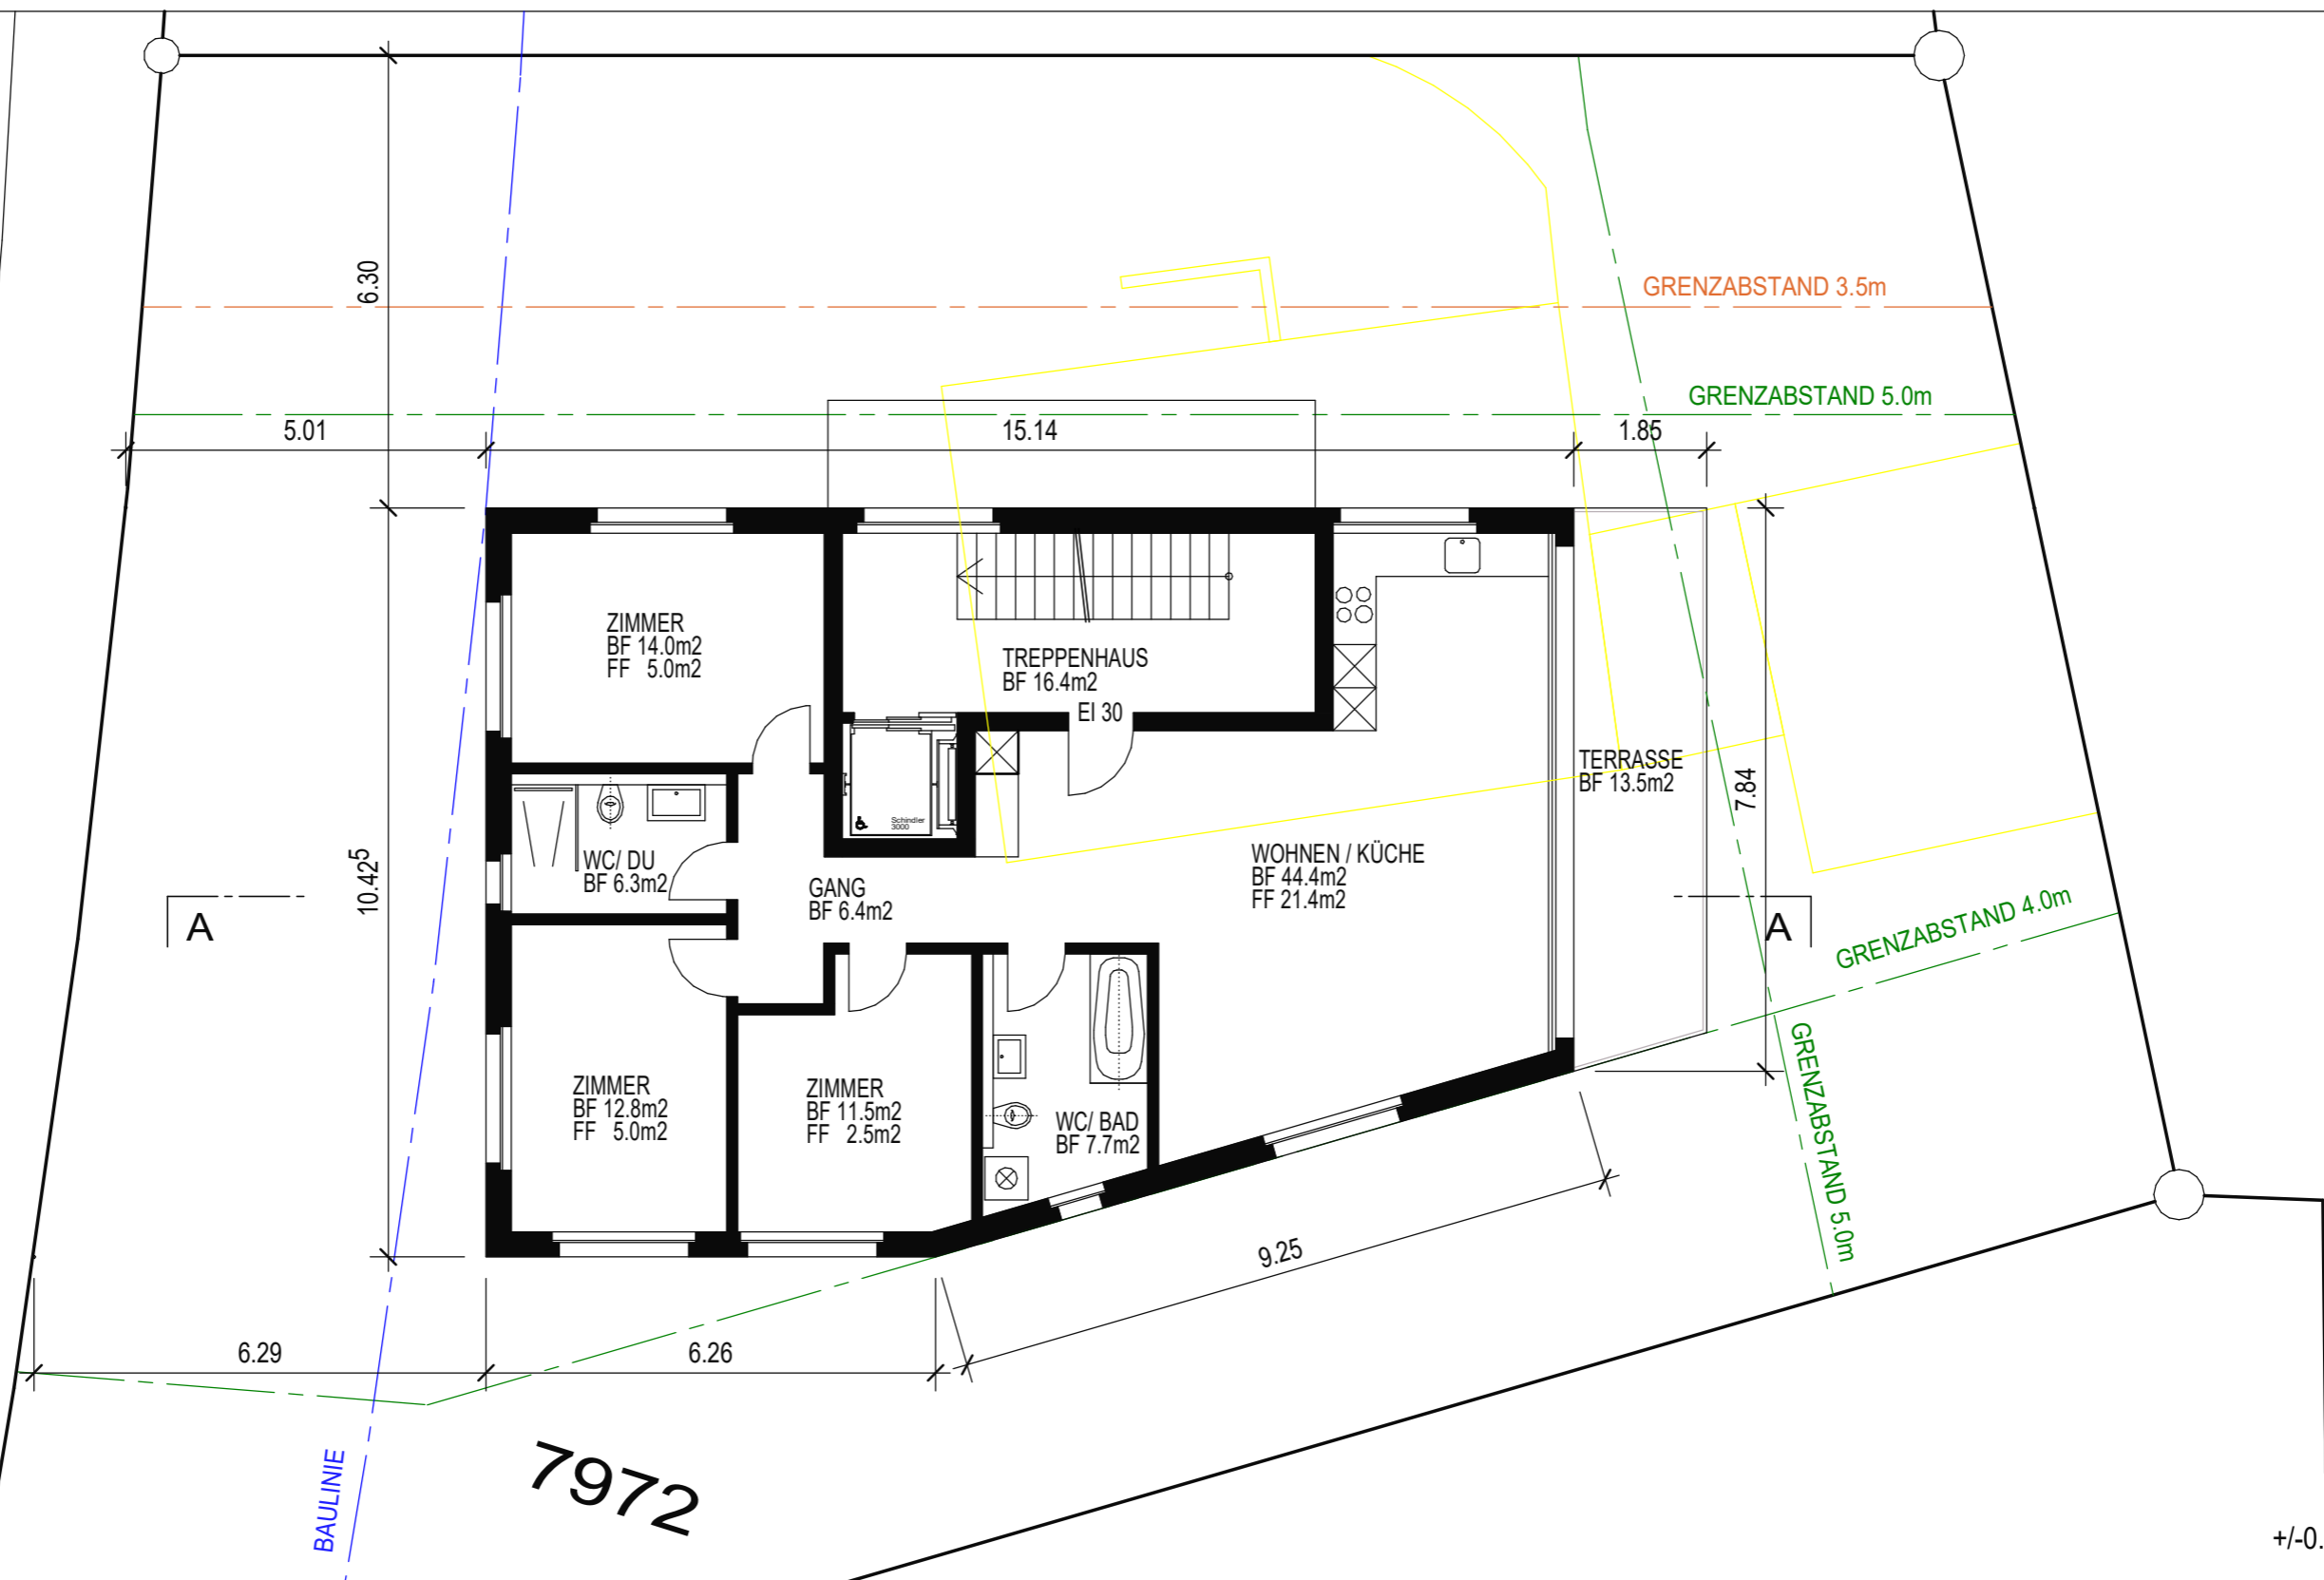 6.30
GRENZABSTAND 3.5m
GRENZABSTAND 5.0m
5.01
15.14
1.85
ZIMMER
BF 14.0m2
FF 5.0m2
TREPPENHAUS
BF 16.4m2
EI 30
TERRASSE
BF 13.5m2
7.84
Schindler
3000
WC/ DU
BF 6.3m2
10.42⁵
GANG
BF 6.4m2
WOHNEN / KÜCHE
BF 44.4m2
FF 21.4m2
A
A
GRENZABSTAND 4.0m
GRENZABSTAND 5.0m
ZIMMER
BF 12.8m2
FF 5.0m2
ZIMMER
BF 11.5m2
FF 2.5m2
WC/ BAD
BF 7.7m2
9.25
6.29
6.26
7972
BAULINIE
+/-0.